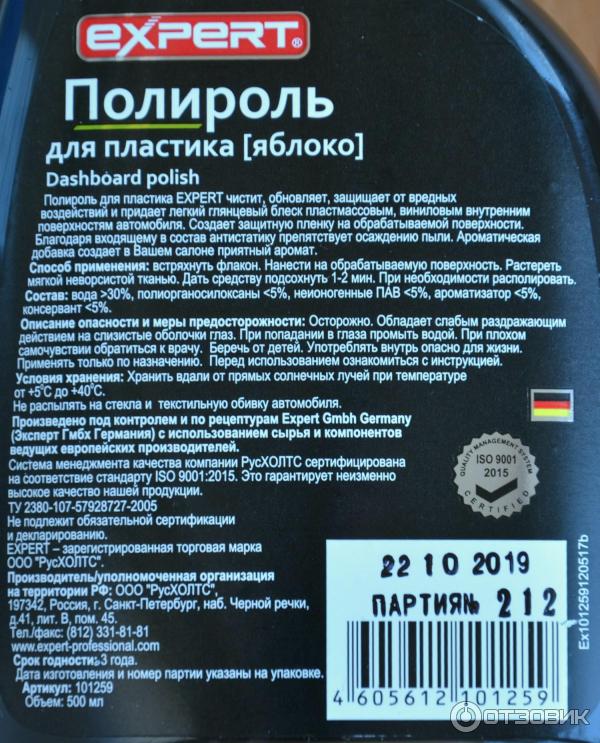 EXPERT®
Полироль
для пластика [яблоко]
Dashboard polish
Полироль для пластика EXPERT чистит, обновляет, защищает от вредных
воздействий и придает легкий глянцевый блеск пластмассовым, виниловым внутренним
поверхностям автомобиля. Создает защитную пленку на обрабатываемой поверхности.
Благодаря входящему в состав антистатику препятствует осаждению пыли. Ароматическая
добавка создает в Вашем салоне приятный аромат.
Способ применения: встряхнуть флакон. Нанести на обрабатываемую поверхность. Растереть
мягкой неворсистой тканью. Дать средству подсохнуть 1-2 мин. При необходимости располировать.
Состав: вода >30%, полиорганосилоксаны <5%, неионогенные ПАВ <5%, ароматизатор <5%,
консервант <5%.
Описание опасности и меры предосторожности: Осторожно. Обладает слабым раздражающим
действием на слизистые оболочки глаз. При попадании в глаза промыть водой. При плохом
самочувствии обратиться к врачу. Беречь от детей. Употреблять внутрь опасно для жизни.
Применять только по назначению. Перед использованием ознакомиться с инструкцией.
Условия хранения: Хранить вдали от прямых солнечных лучей при температуре
от +5°C до +40°C.
Не распылять на стекла и текстильную обивку автомобиля.
Произведено под контролем и по рецептурам Expert Gmbh Germany
(Эксперт Гмбх Германия) с использованием сырья и компонентов
ведущих европейских производителей.
Система менеджмента качества компании РусХОЛТС сертифицирована
на соответствие стандарту ISO 9001:2015. Это гарантирует неизменно
высокое качество нашей продукции.
ТУ 2380-107-57928727-2005
Не подлежит обязательной сертификации
и декларированию.
EXPERT – зарегистрированная торговая марка
ООО "РусХОЛТС".
Производитель/уполномоченная организация
на территории РФ: ООО "РусХОЛТС",
197342, Россия, г. Санкт-Петербург, наб. Черной речки,
д.41, лит. В, пом. 45.
Тел./факс: (812) 331-81-81
www.expert-professional.com
Срок годности: 3 года.
Дата изготовления и номер партии указаны на упаковке.
Артикул: 101259
Объем: 500 мл
QUALITY MANAGEMENT SYSTEM
ISO 9001
2015
CERTIFIED
22 10 2019
ПАРТИЯ№ 212
4 605612 101259
Ex101259120517b
ОТЗОВИК